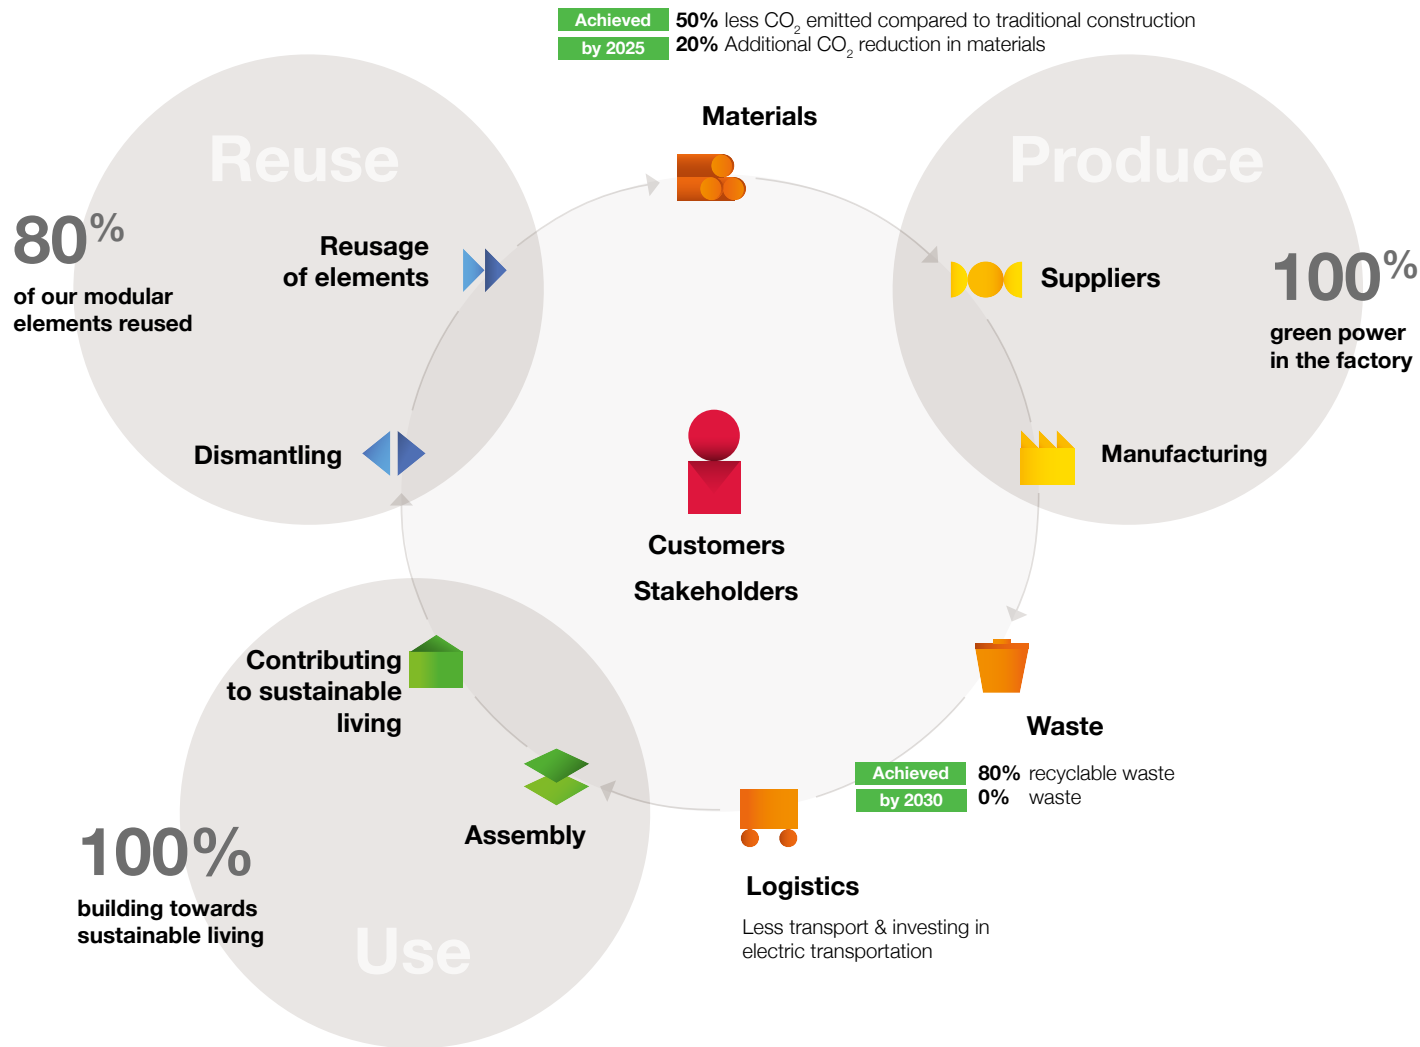 Achieved 50% less CO2 emitted compared to traditional construction
by 2025 20% Additional CO2 reduction in materials
Materials
Reuse
Produce
80%
of our modular
elements reused
Reusage
of elements
Suppliers
100%
green power
in the factory
Dismantling
Manufacturing
Customers
Stakeholders
Contributing
to sustainable
living
Waste
Achieved 80% recyclable waste
by 2030 0% waste
Assembly
100%
building towards
sustainable living
Use
Logistics
Less transport & investing in
electric transportation